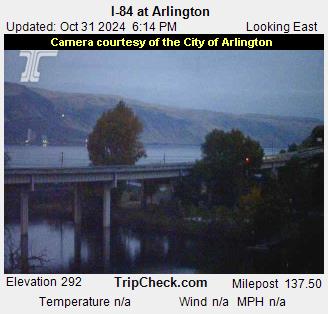 I-84 at Arlington
Updated: Oct 31 2024 6:14 PM Looking East
Camera courtesy of the City of Arlington
Elevation 292 TripCheck.com Milepost 137.50
Temperature n/a Wind n/a MPH n/a